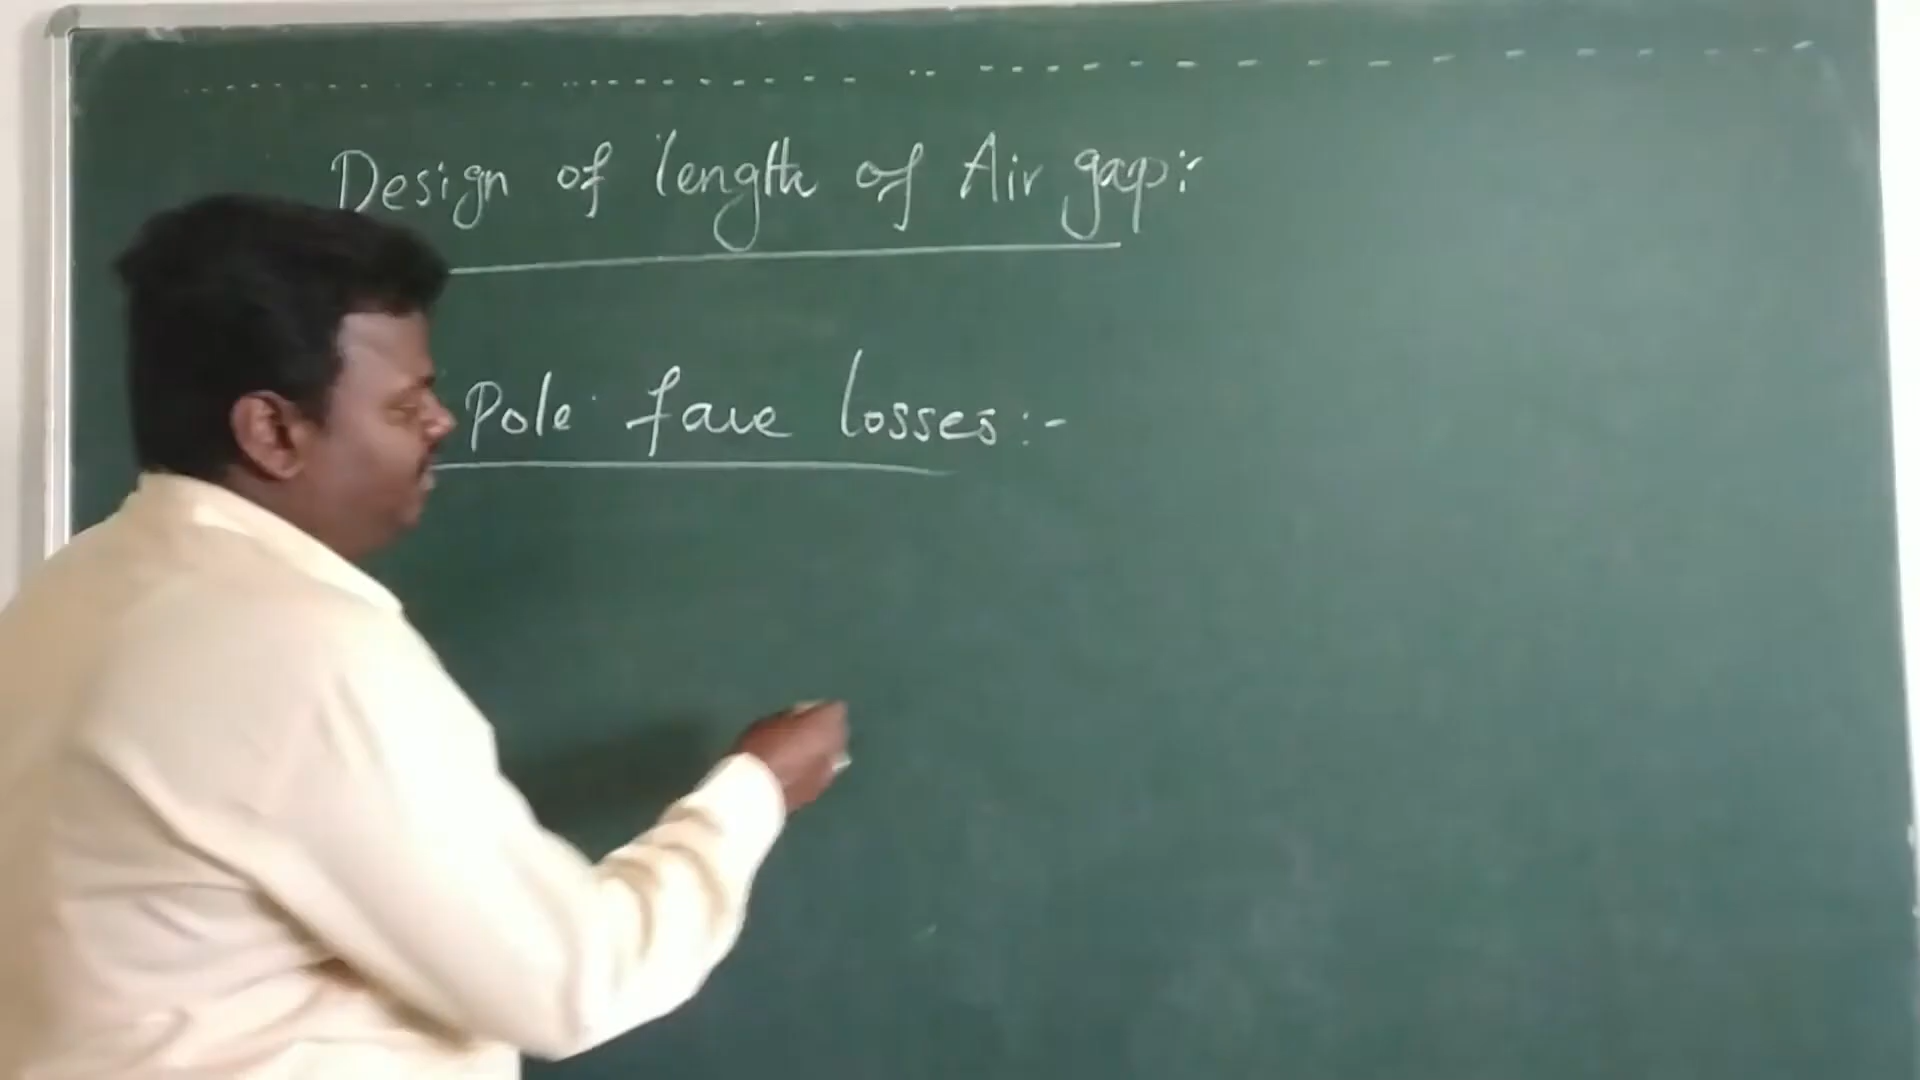 Design of length of Air gap:-
Pole face losses:-